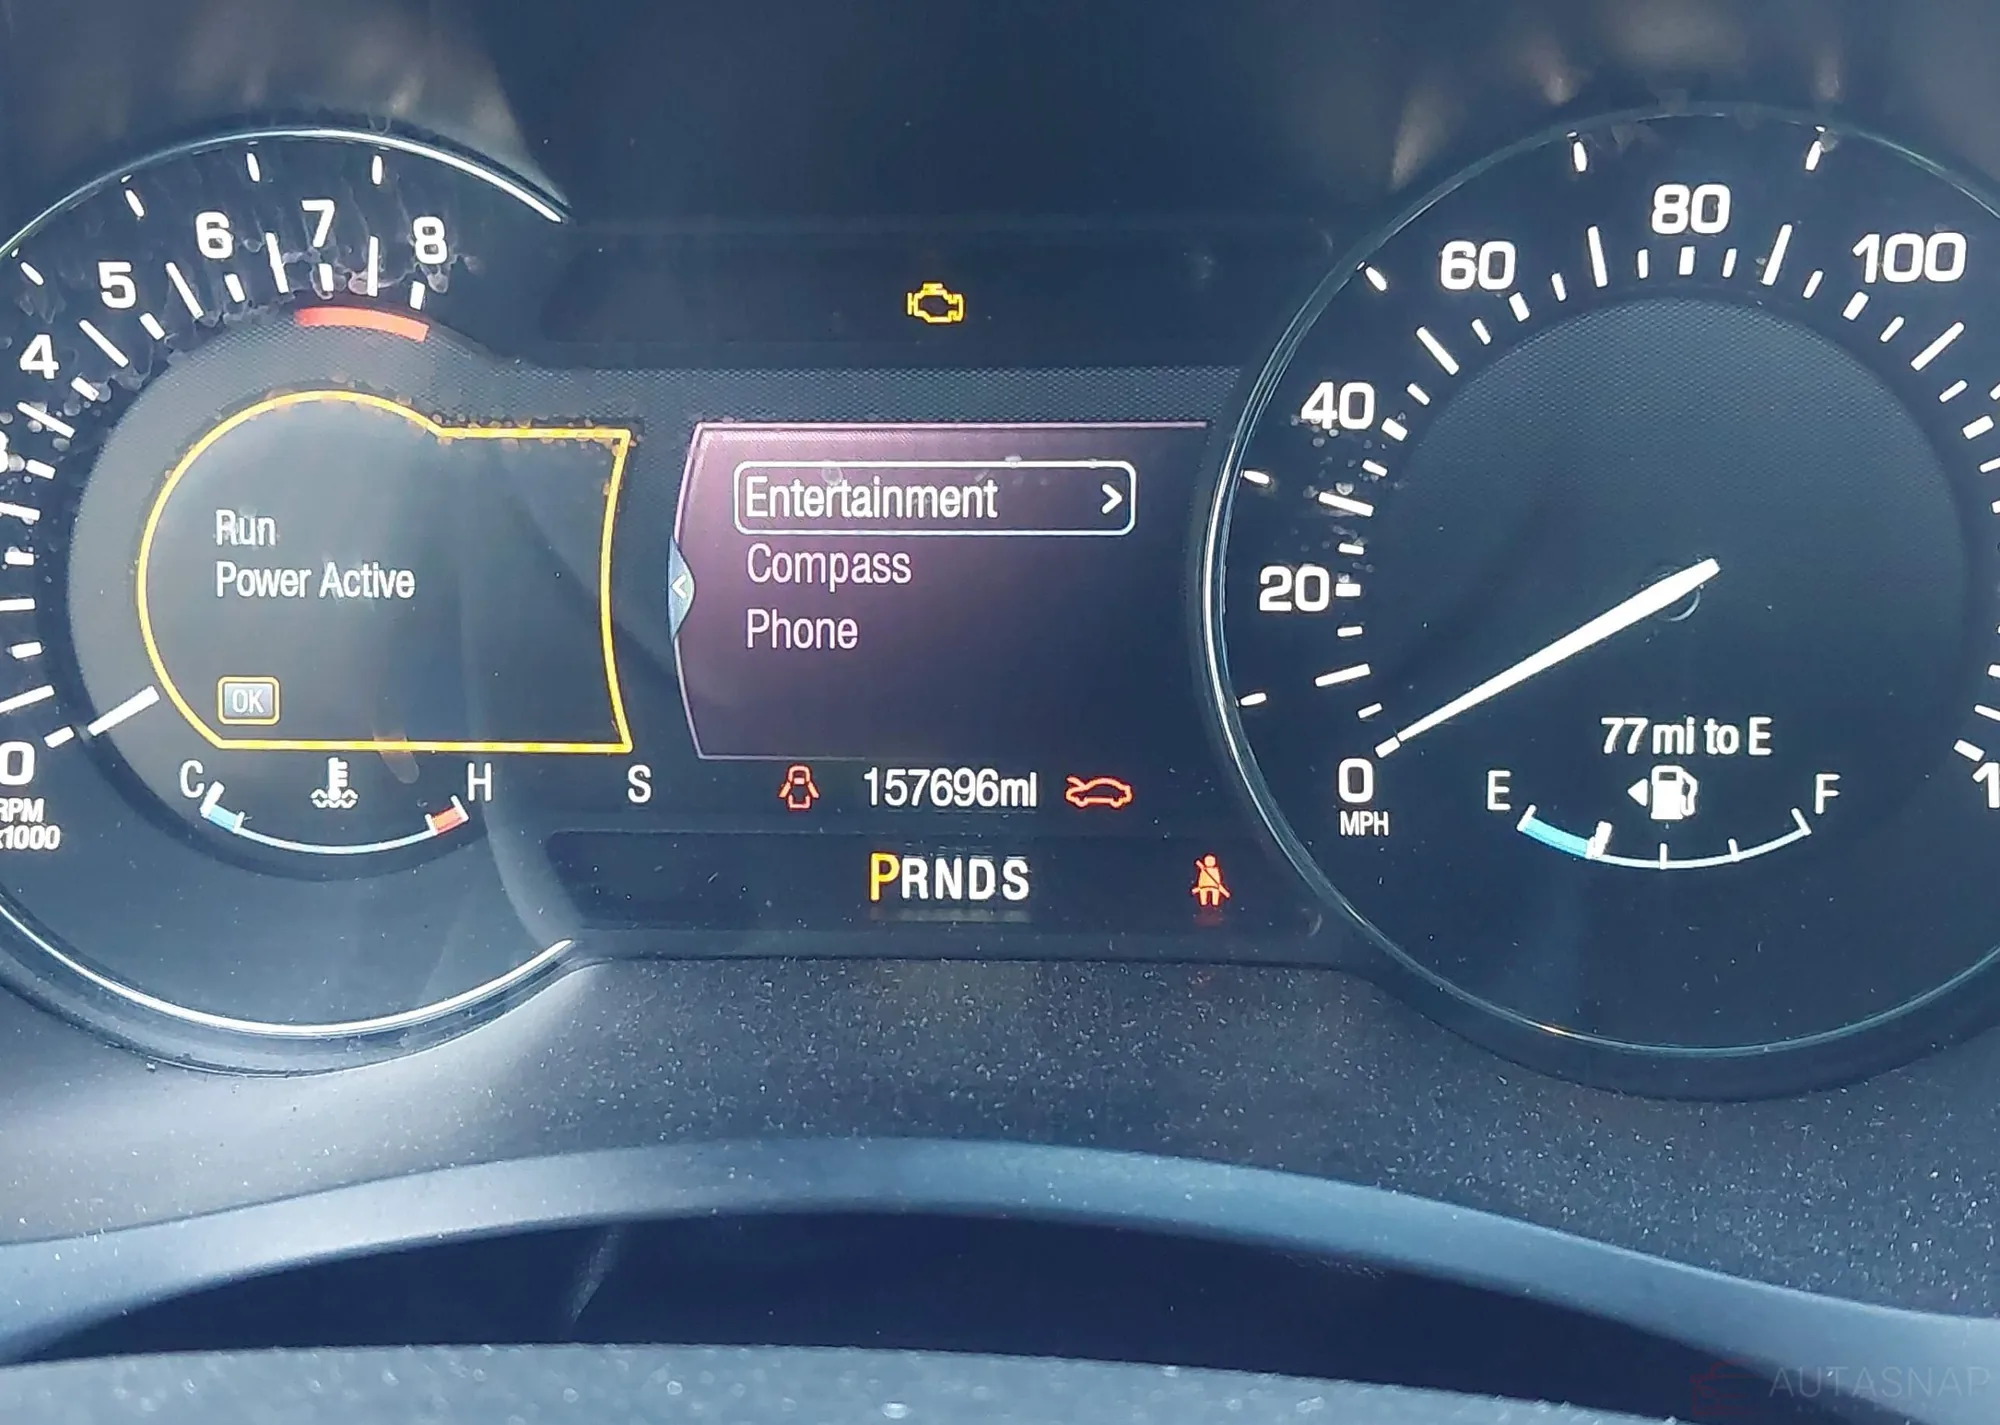 4
5
6
7
8
0
RPM
x1000
Run
Power Active
OK
C
H
S
Entertainment >
Compass
Phone
157696ml
PRNDS
0
20
40
60
80
100
MPH
77 mi to E
E
F
AUTASNAP